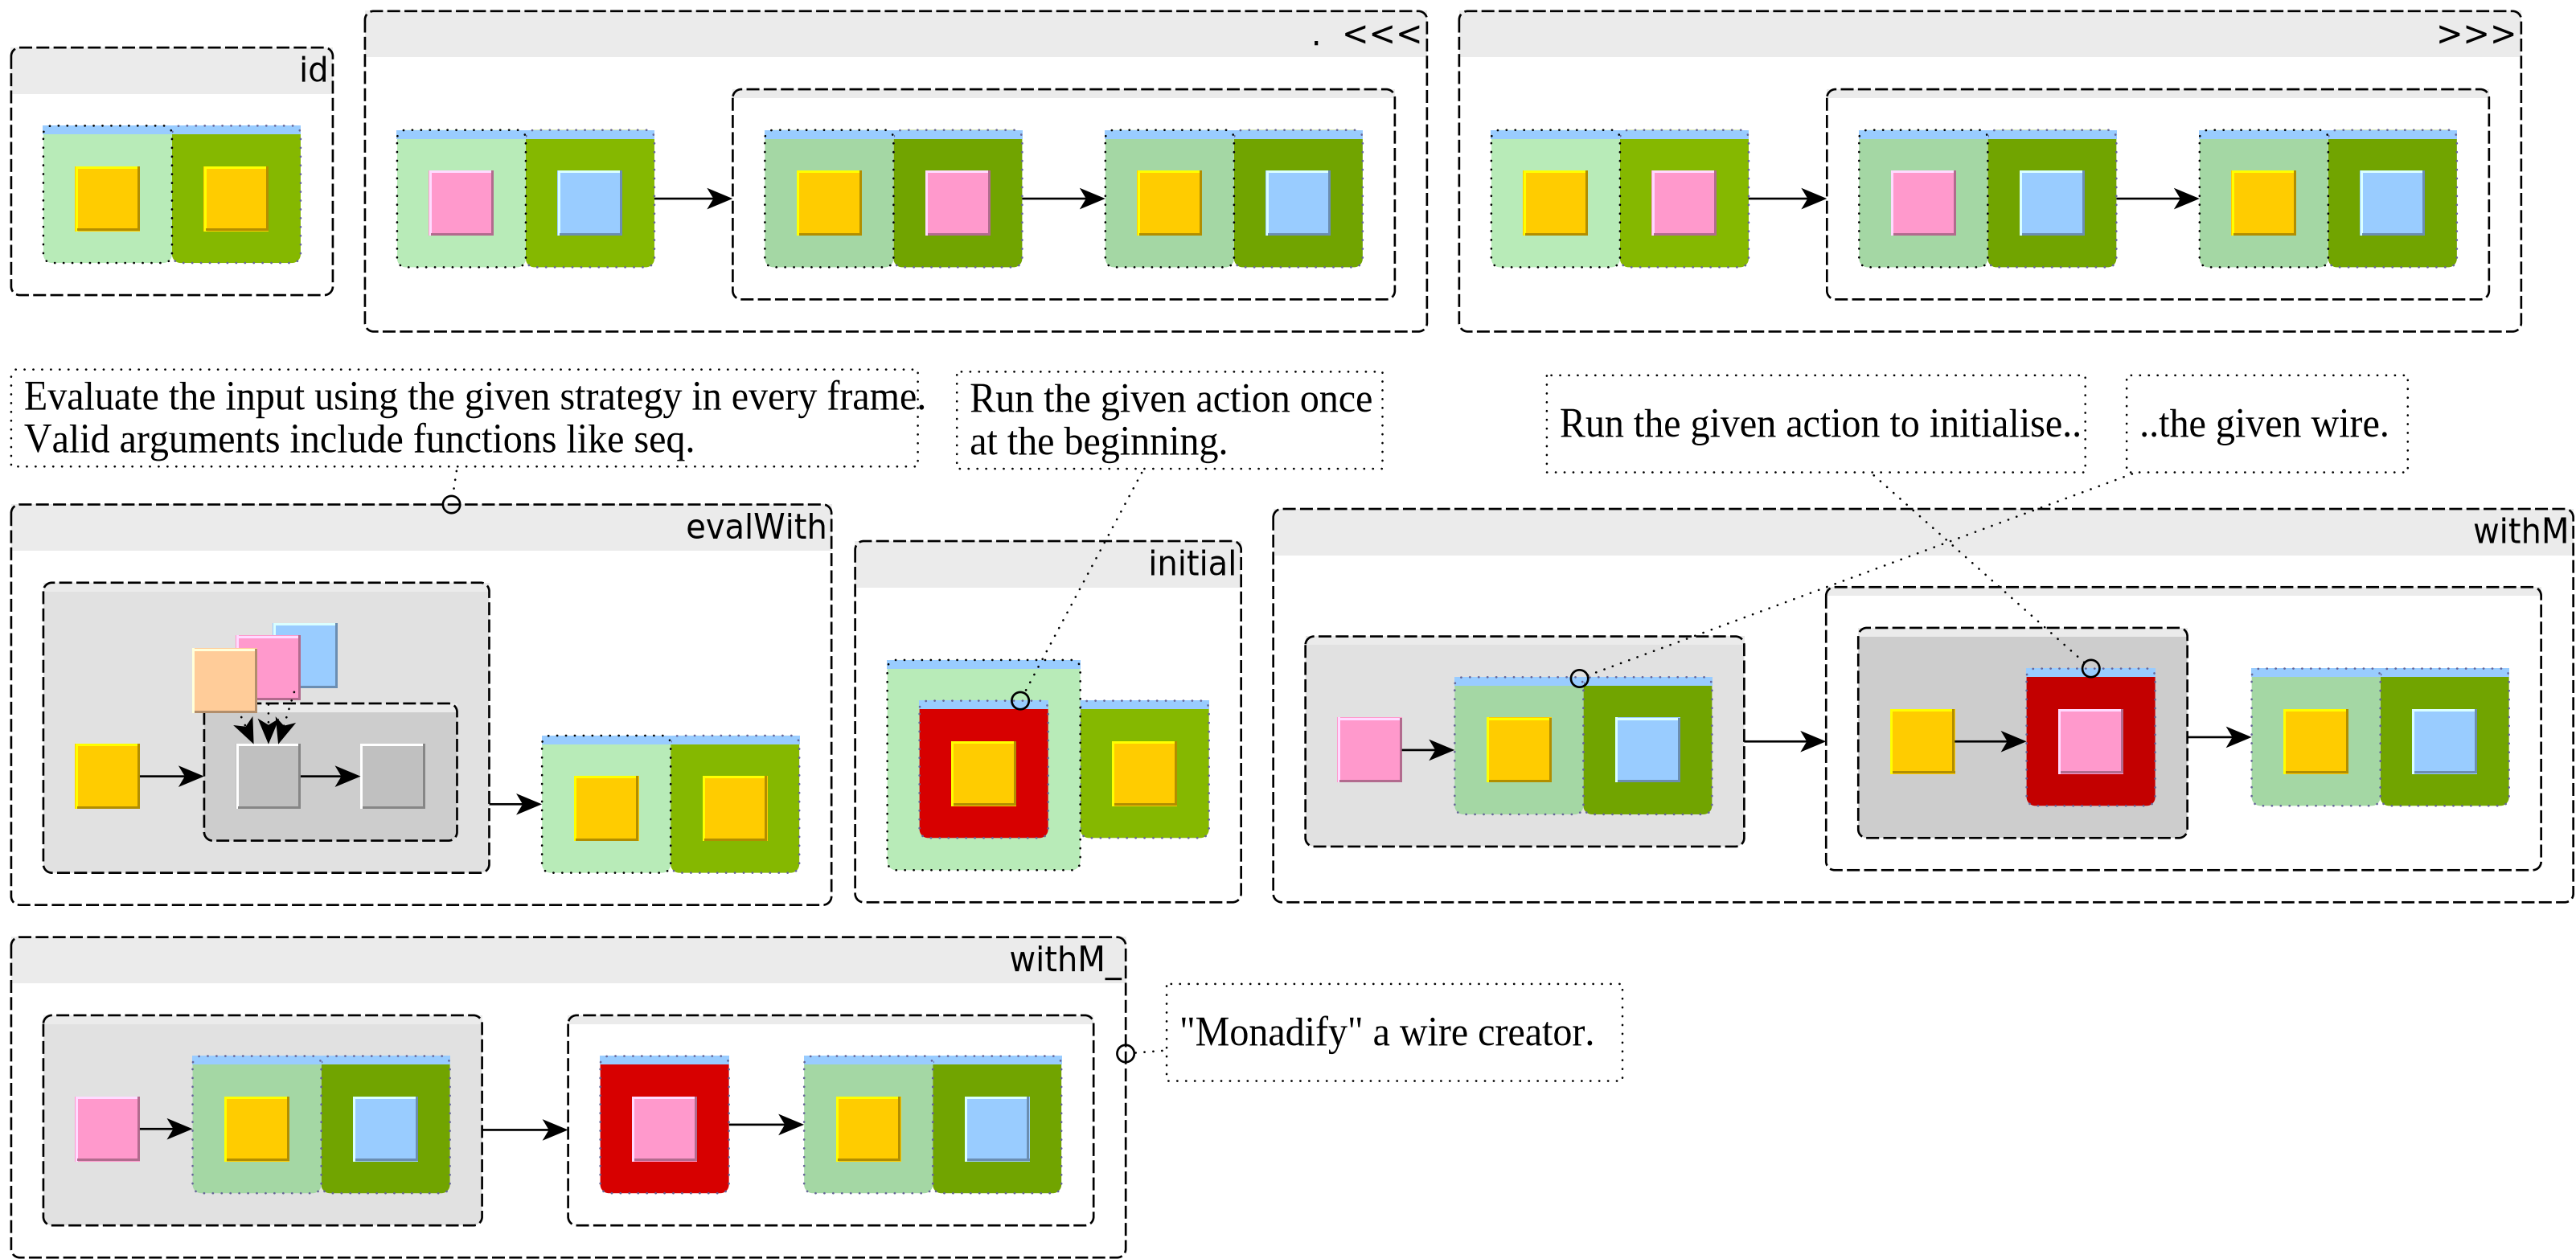 id
. <<<
>>>
Evaluate the input using the given strategy in every frame.
Valid arguments include functions like seq.
Run the given action once
at the beginning.
Run the given action to initialise..
..the given wire.
evalWith
initial
withM
withM_
"Monadify" a wire creator.